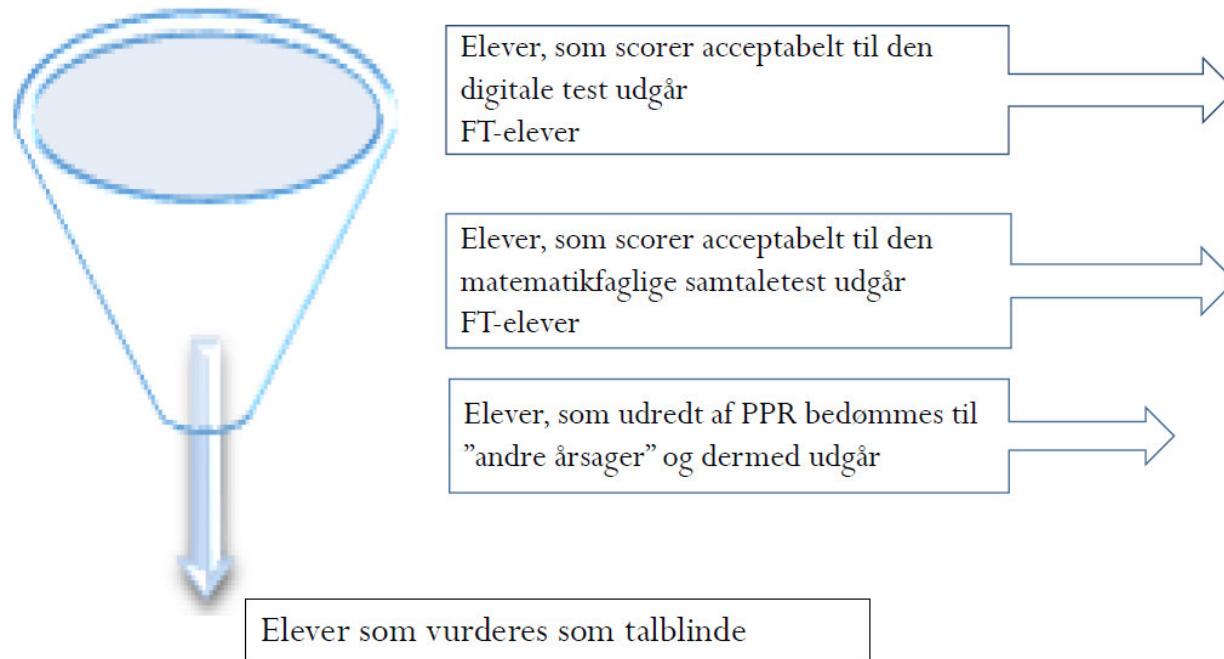 Elever, som scorer acceptabelt til den
digitale test udgår
FT-elever
Elever, som scorer acceptabelt til den
matematikfaglige samtaletest udgår
FT-elever
Elever, som udredt af PPR bedømmes til
”andre årsager” og dermed udgår
Elever som vurderes som talblinde